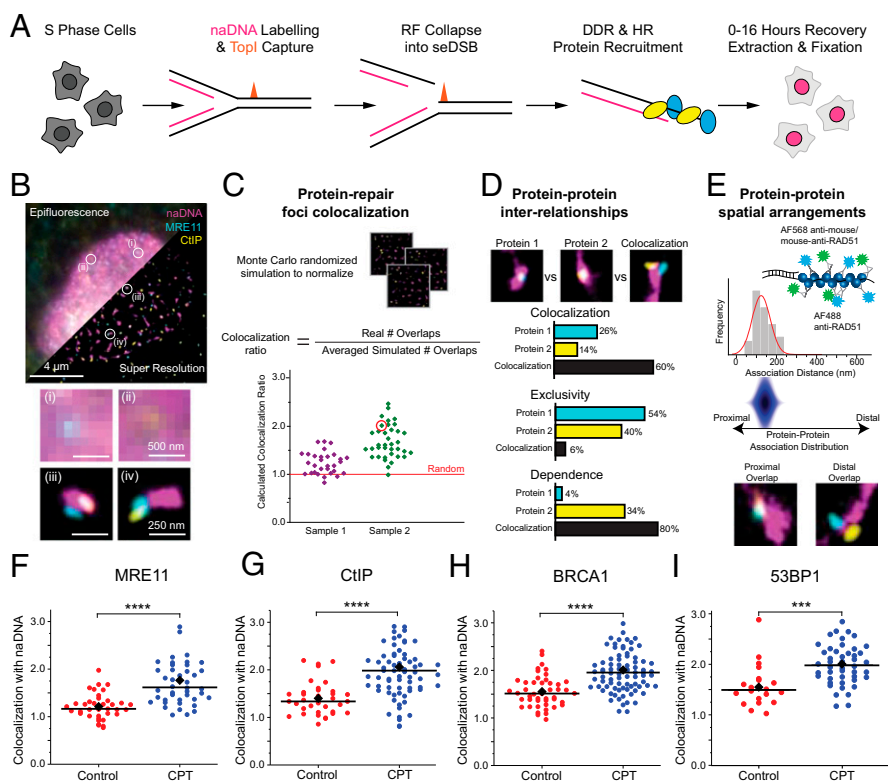 A
S Phase Cells
naDNA Labelling
& TopI Capture
RF Collapse
into seDSB
DDR & HR
Protein Recruitment
0-16 Hours Recovery
Extraction & Fixation
B
Epifluorescence
naDNA
MRE11
CtIP
(i)
(ii)
(iii)
(iv)
4 µm
Super Resolution
(i)
(ii)
500 nm
(iii)
(iv)
250 nm
C
Protein-repair
foci colocalization
Monte Carlo randomized
simulation to normalize
Colocalization
ratio
=
Real # Overlaps
Averaged Simulated # Overlaps
Calculated Colocalization Ratio
3.0
2.0
1.0
0.0
Random
Sample 1
Sample 2
D
Protein-protein
inter-relationships
Protein 1
Protein 2
Colocalization
vs
vs
Colocalization
Protein 1
26%
Protein 2
14%
Colocalization
60%
Exclusivity
Protein 1
54%
Protein 2
40%
Colocalization
6%
Dependence
Protein 1
4%
Protein 2
34%
Colocalization
80%
E
Protein-protein
spatial arrangements
AF568 anti-mouse/
mouse-anti-RAD51
AF488
anti-RAD51
Frequency
0
200
400
600
Association Distance (nm)
Proximal
Distal
Protein-Protein
Association Distribution
Proximal
Overlap
Distal
Overlap
F
MRE11
****
Colocalization with naDNA
3.0
2.0
1.0
0.0
Control
CPT
G
CtIP
****
Colocalization with naDNA
3.0
2.0
1.0
0.0
Control
CPT
H
BRCA1
****
Colocalization with naDNA
3.0
2.0
1.0
0.0
Control
CPT
I
53BP1
***
Colocalization with naDNA
3.0
2.0
1.0
0.0
Control
CPT